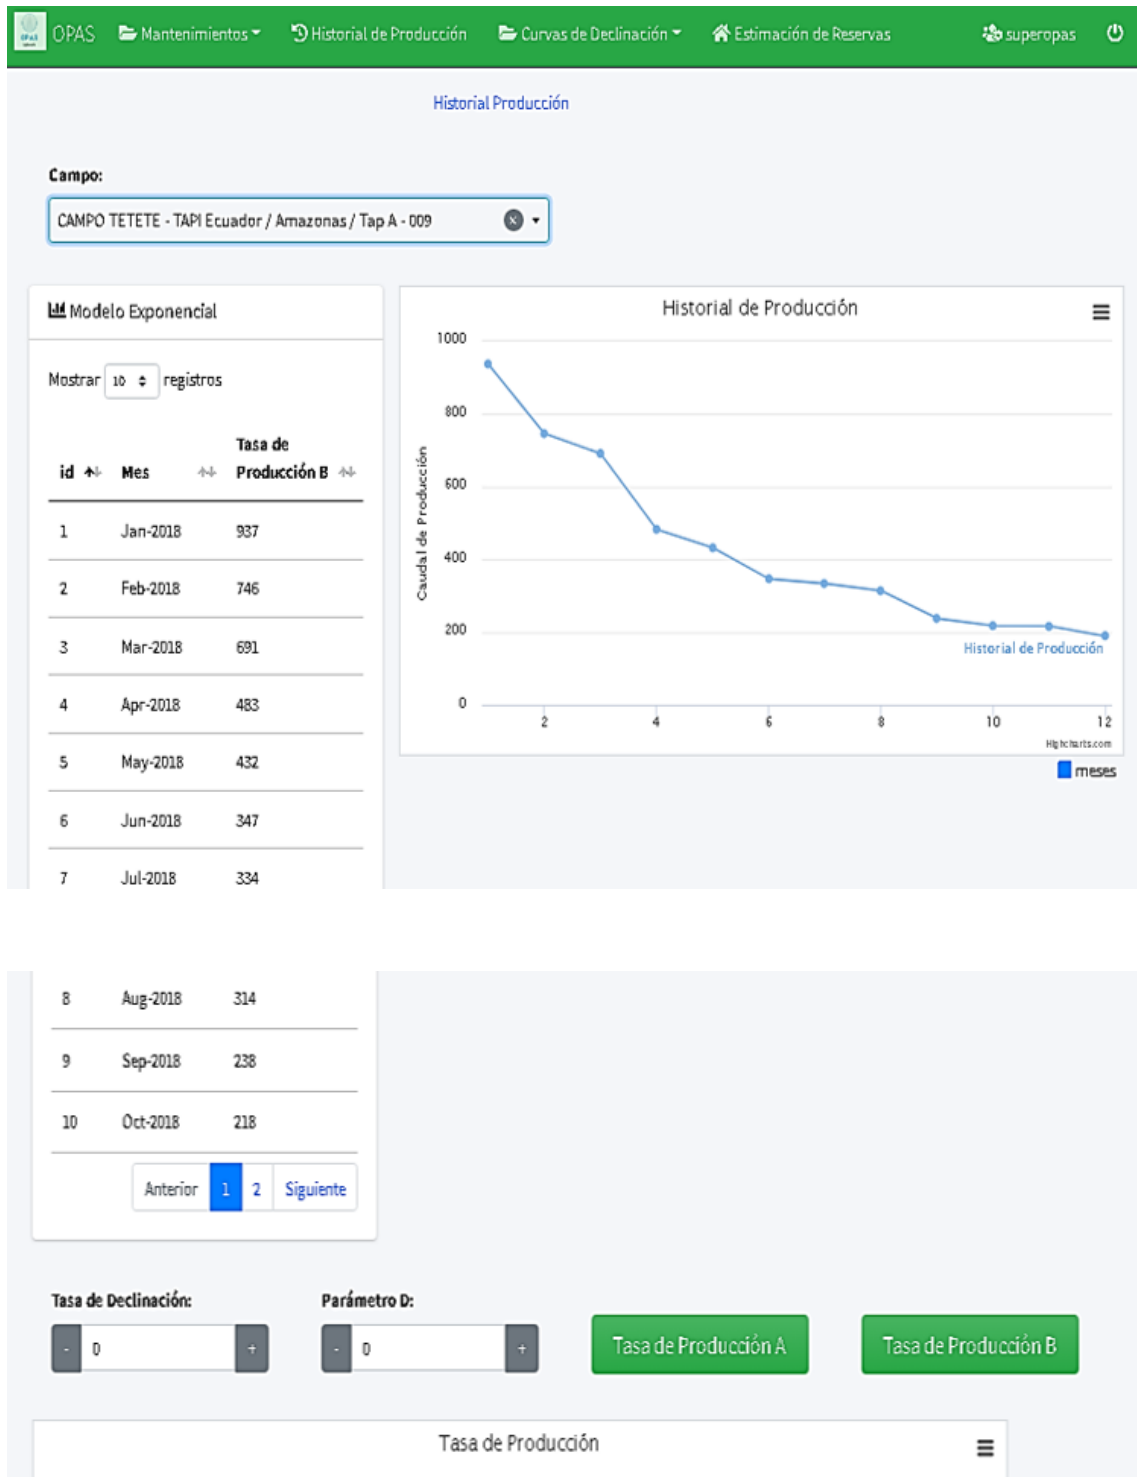 OPAS Mantenimientos Historial de Producción Curvas de Declinación Estimación de Reservas superopas
Historial Producción
Campo:
CAMPO TETETE - TAPI Ecuador / Amazonas / Tap A - 009
Modelo Exponencial
Mostrar 10 registros
id Mes Tasa de Producción B
1 Jan-2018 937
2 Feb-2018 746
3 Mar-2018 691
4 Apr-2018 483
5 May-2018 432
6 Jun-2018 347
7 Jul-2018 334
Historial de Producción
Caudal de Producción
1000
800
600
400
200
0
Historial de Producción
2 4 6 8 10 12
Highcharts.com
meses
8 Aug-2018 314
9 Sep-2018 238
10 Oct-2018 218
Anterior 1 2 Siguiente
Tasa de Declinación: Parámetro D:
- 0 + - 0 + Tasa de Producción A Tasa de Producción B
Tasa de Producción